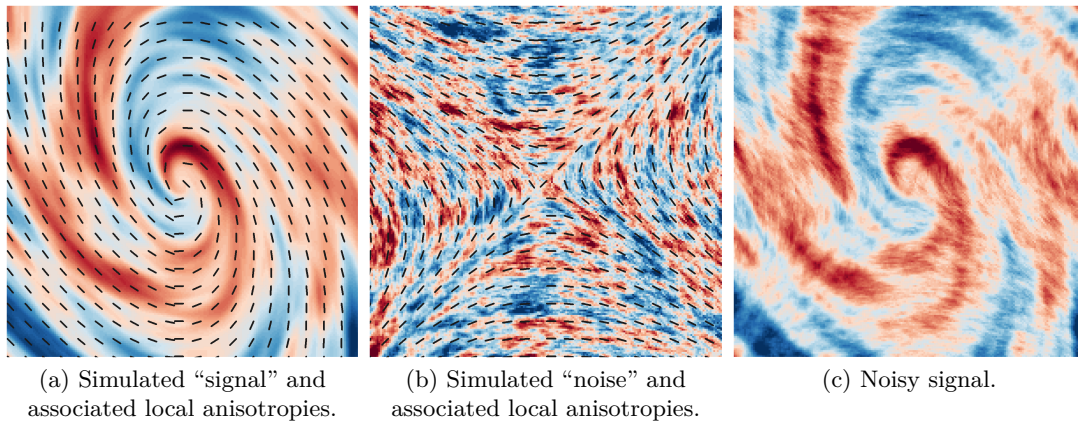 (a) Simulated “signal” and
associated local anisotropies.
(b) Simulated “noise” and
associated local anisotropies.
(c) Noisy signal.